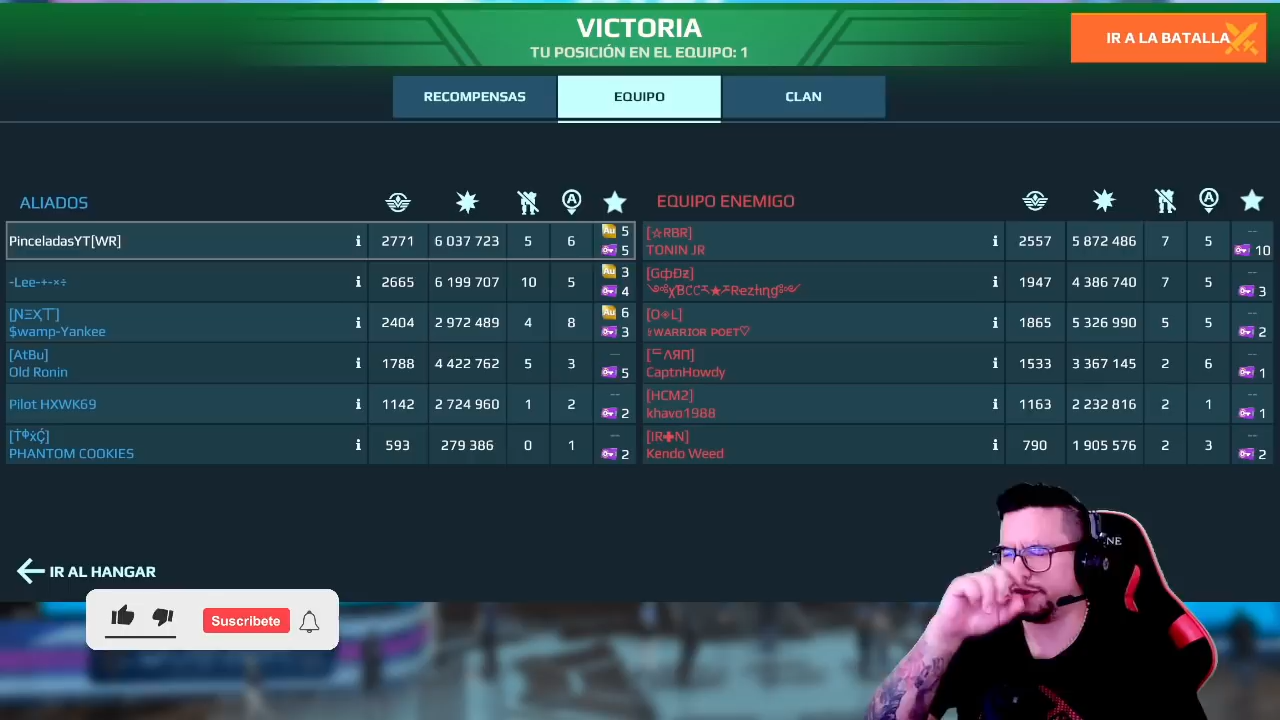 VICTORIA
TU POSICIÓN EN EL EQUIPO: 1
IR A LA BATALLA
RECOMPENSAS
EQUIPO
CLAN
ALIADOS
A
EQUIPO ENEMIGO
A
PinceladasYT[WR]
i 2771 6 037 723 5 6 Au 5
5
-Lee-+-×÷
i 2665 6 199 707 10 5 Au 3
4
$wamp-Yankee
i 2404 2 972 489 4 8 Au 6
3
[AtBu]
Old Ronin
i 1788 4 422 762 5 3 --
5
Pilot HXWK69
i 1142 2 724 960 1 2 --
2
PHANTOM COOKIES
i 593 279 386 0 1 --
2
[☆RBR]
TONIN JR
i 2557 5 872 486 7 5 --
10
i 1947 4 386 740 7 5 --
3
WARRIOR POET♡
i 1865 5 326 990 5 5 --
2
CaptnHowdy
i 1533 3 367 145 2 6 --
1
[HCM2]
khavo1988
i 1163 2 232 816 2 1 --
1
[IR✚N]
Kendo Weed
i 790 1 905 576 2 3 --
2
IR AL HANGAR
Suscríbete
NE